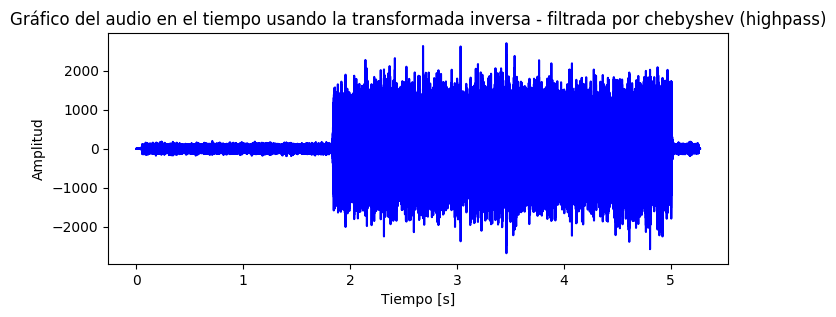 Gráfico del audio en el tiempo usando la transformada inversa - filtrada por chebyshev (highpass)
2000
1000
0
−1000
−2000
Amplitud
0 1 2 3 4 5
Tiempo [s]